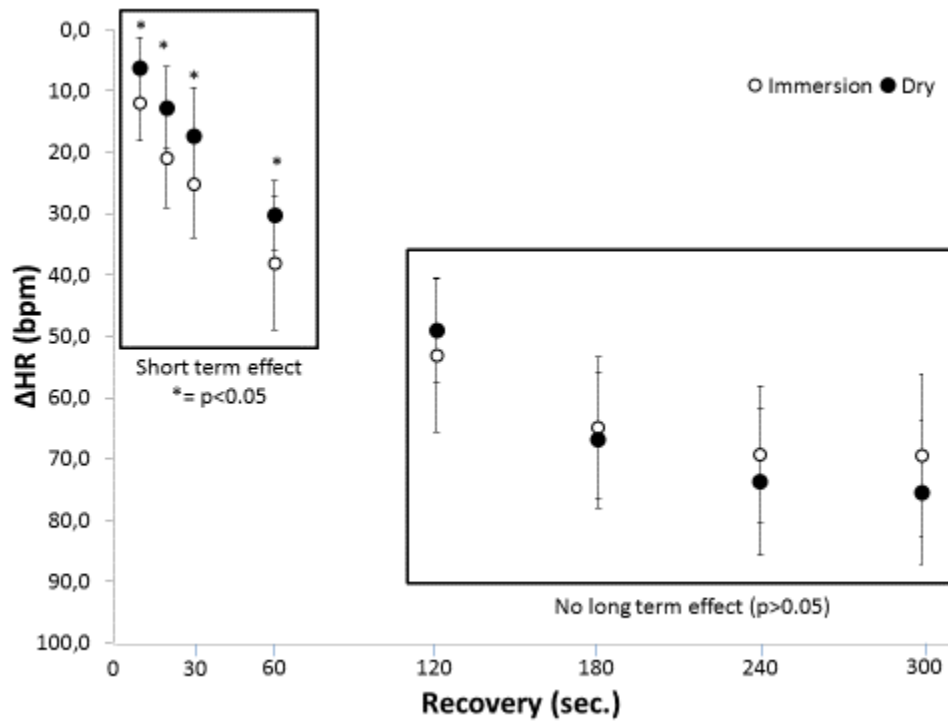 0,0
10,0
20,0
30,0
40,0
50,0
60,0
70,0
80,0
90,0
100,0
ΔHR (bpm)
* * * *
Immersion Dry
Short term effect
*= p<0.05
No long term effect (p>0.05)
0 30 60 120 180 240 300
Recovery (sec.)